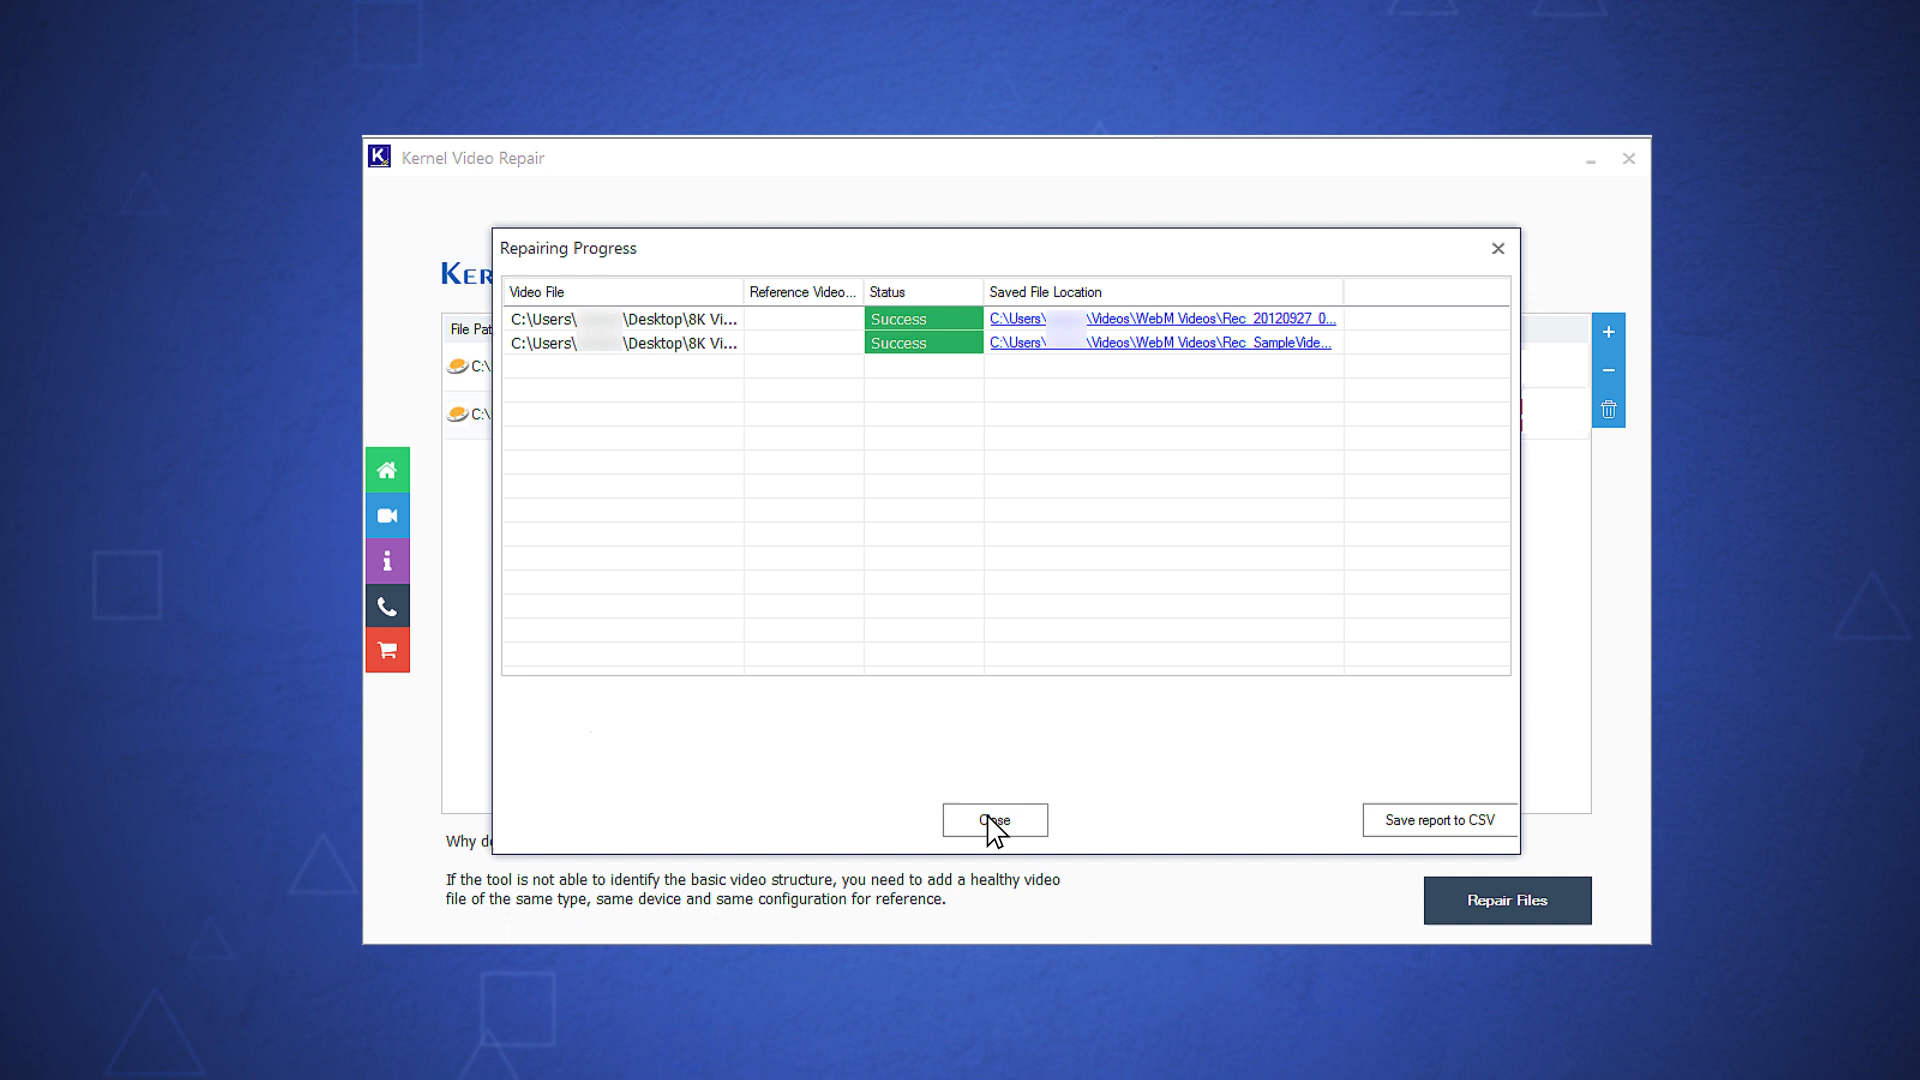 K Kernel Video Repair
Repairing Progress
KER
Video File Reference Video... Status Saved File Location
File Pat
C:\Users\ \Desktop\8K Vi... Success C:\Users\ \Videos\WebM Videos\Rec_20120927_0...
C:\Users\ \Desktop\8K Vi... Success C:\Users\ \Videos\WebM Videos\Rec_SampleVide...
C:\
C:\
Close Save report to CSV
Why d
If the tool is not able to identify the basic video structure, you need to add a healthy video
file of the same type, same device and same configuration for reference.
Repair Files